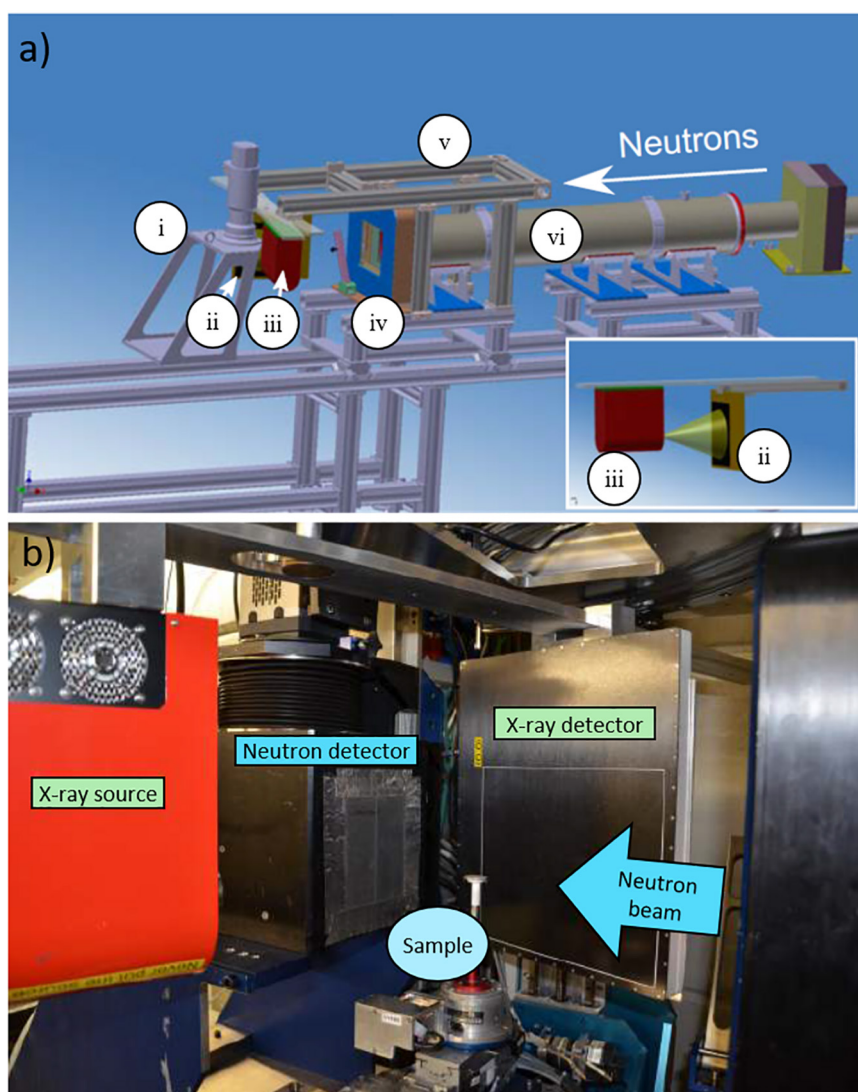 a)
Neutrons
v
i
vi
ii
iii
iv
iii
ii
b)
X-ray detector
Neutron detector
X-ray source
Neutron
beam
Sample